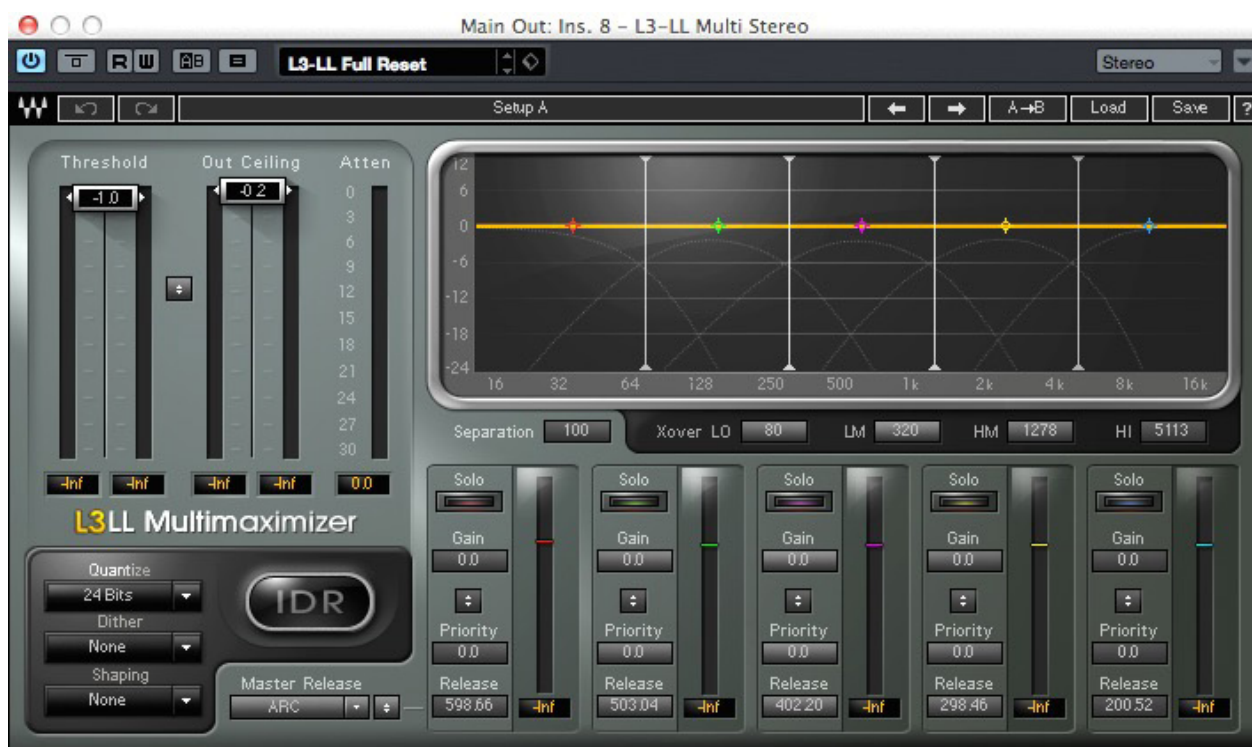 Main Out: Ins. 8 – L3-LL Multi Stereo
R W AB L3-LL Full Reset Stereo
Setup A A→B Load Save ?
Threshold Out Ceiling Atten
-1.0 -0.2
0
3
6
9
12
15
18
21
24
27
30
-Inf -Inf -Inf -Inf 0.0
L3LL Multimaximizer
12
6
0
-6
-12
-18
-24
16 32 64 128 250 500 1k 2k 4k 8k 16k
Separation 100 Xover LO 80 LM 320 HM 1278 HI 5113
Quantize
24 Bits
Dither
None
Shaping
None
IDR
Master Release
ARC
Solo Solo Solo Solo Solo
Gain Gain Gain Gain Gain
0.0 0.0 0.0 0.0 0.0
Priority Priority Priority Priority Priority
0.0 0.0 0.0 0.0 0.0
Release Release Release Release Release
598.66 -Inf 503.04 -Inf 402.20 -Inf 298.46 -Inf 200.52 -Inf